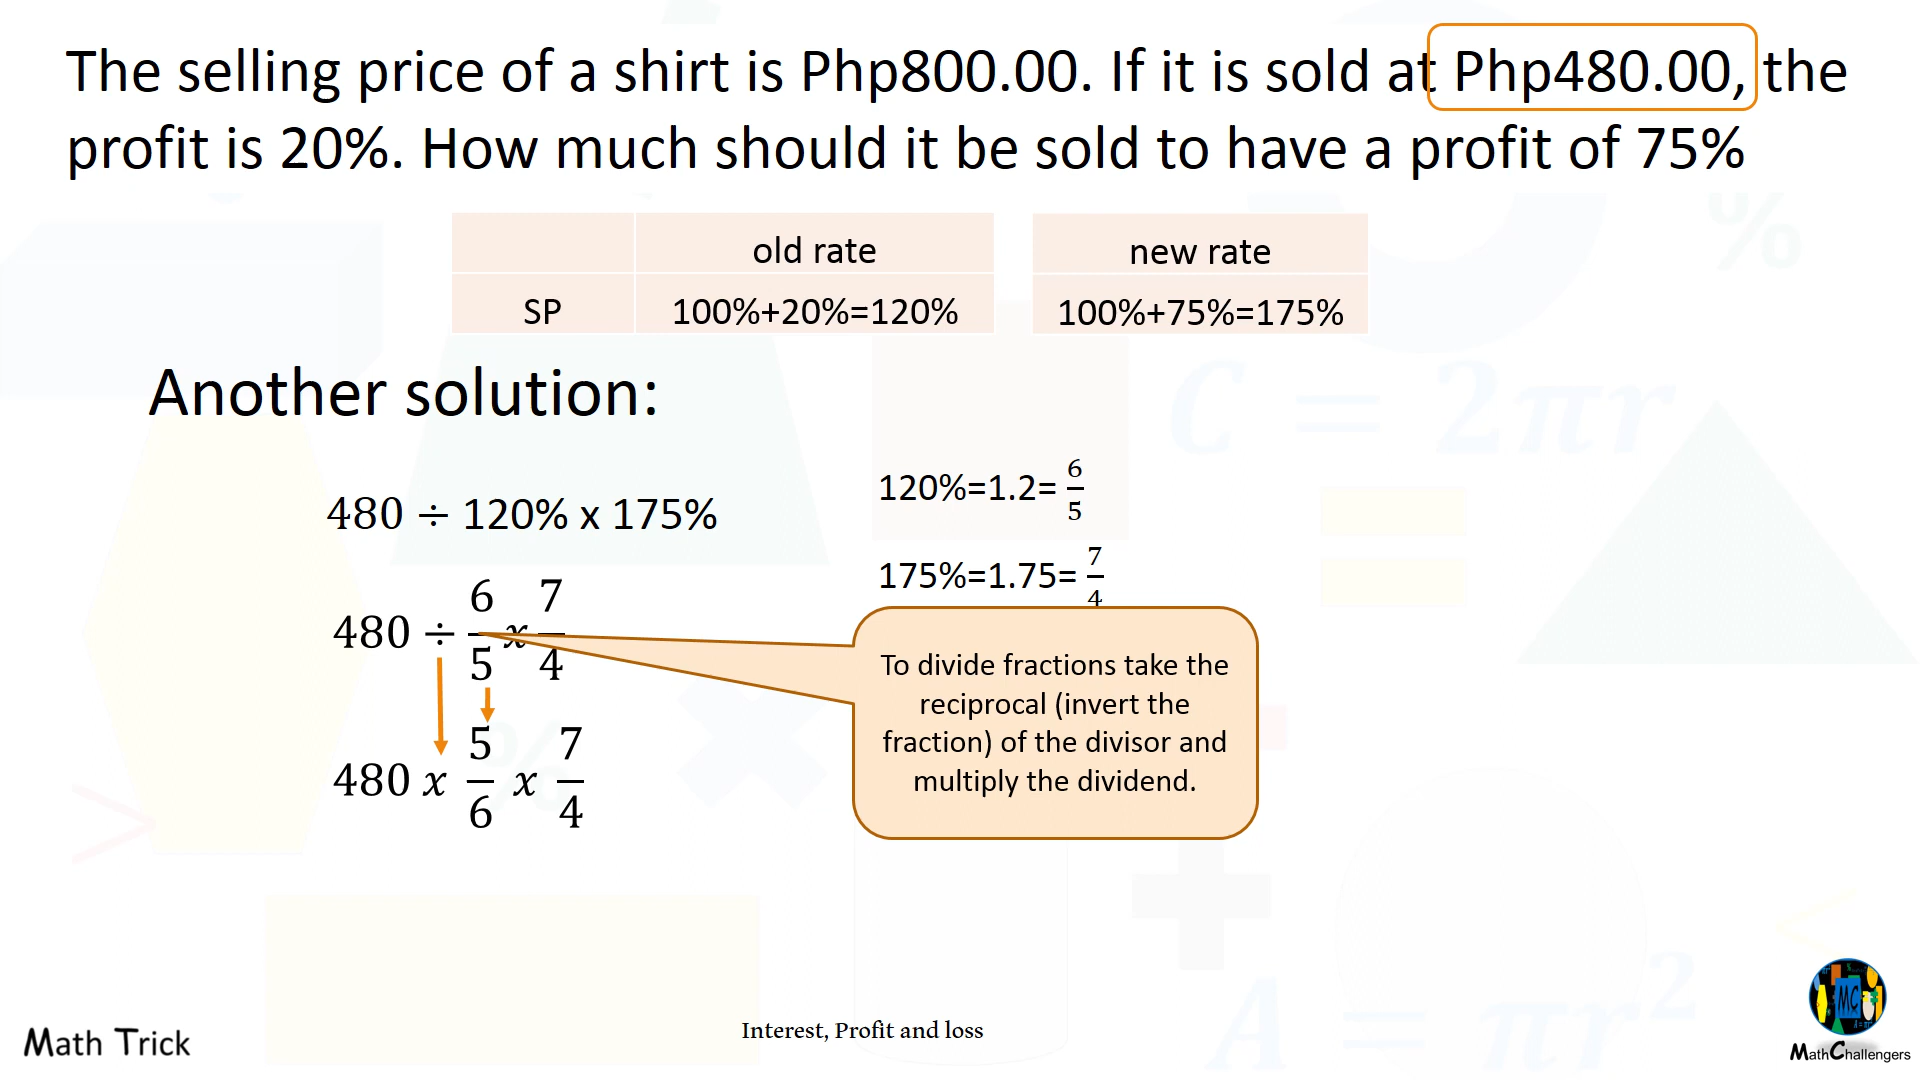 The selling price of a shirt is Php800.00. If it is sold at Php480.00, the
profit is 20%. How much should it be sold to have a profit of 75%
old rate
new rate
SP
100%+20%=120%
100%+75%=175%
%
C = 2πr
Another solution:
480 ÷ 120% x 175%
120%=1.2= 6/5
175%=1.75= 7/4
480 ÷ 6/5 x 7/4
480 x 5/6 x 7/4
To divide fractions take the
reciprocal (invert the
fraction) of the divisor and
multiply the dividend.
%
A = πr²
Math Trick
Interest, Profit and loss
MC
MathChallengers